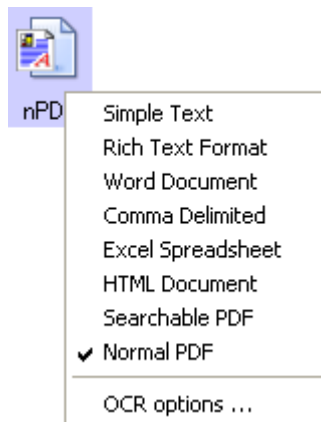 nPD
Simple Text
Rich Text Format
Word Document
Comma Delimited
Excel Spreadsheet
HTML Document
Searchable PDF
Normal PDF
OCR options ...